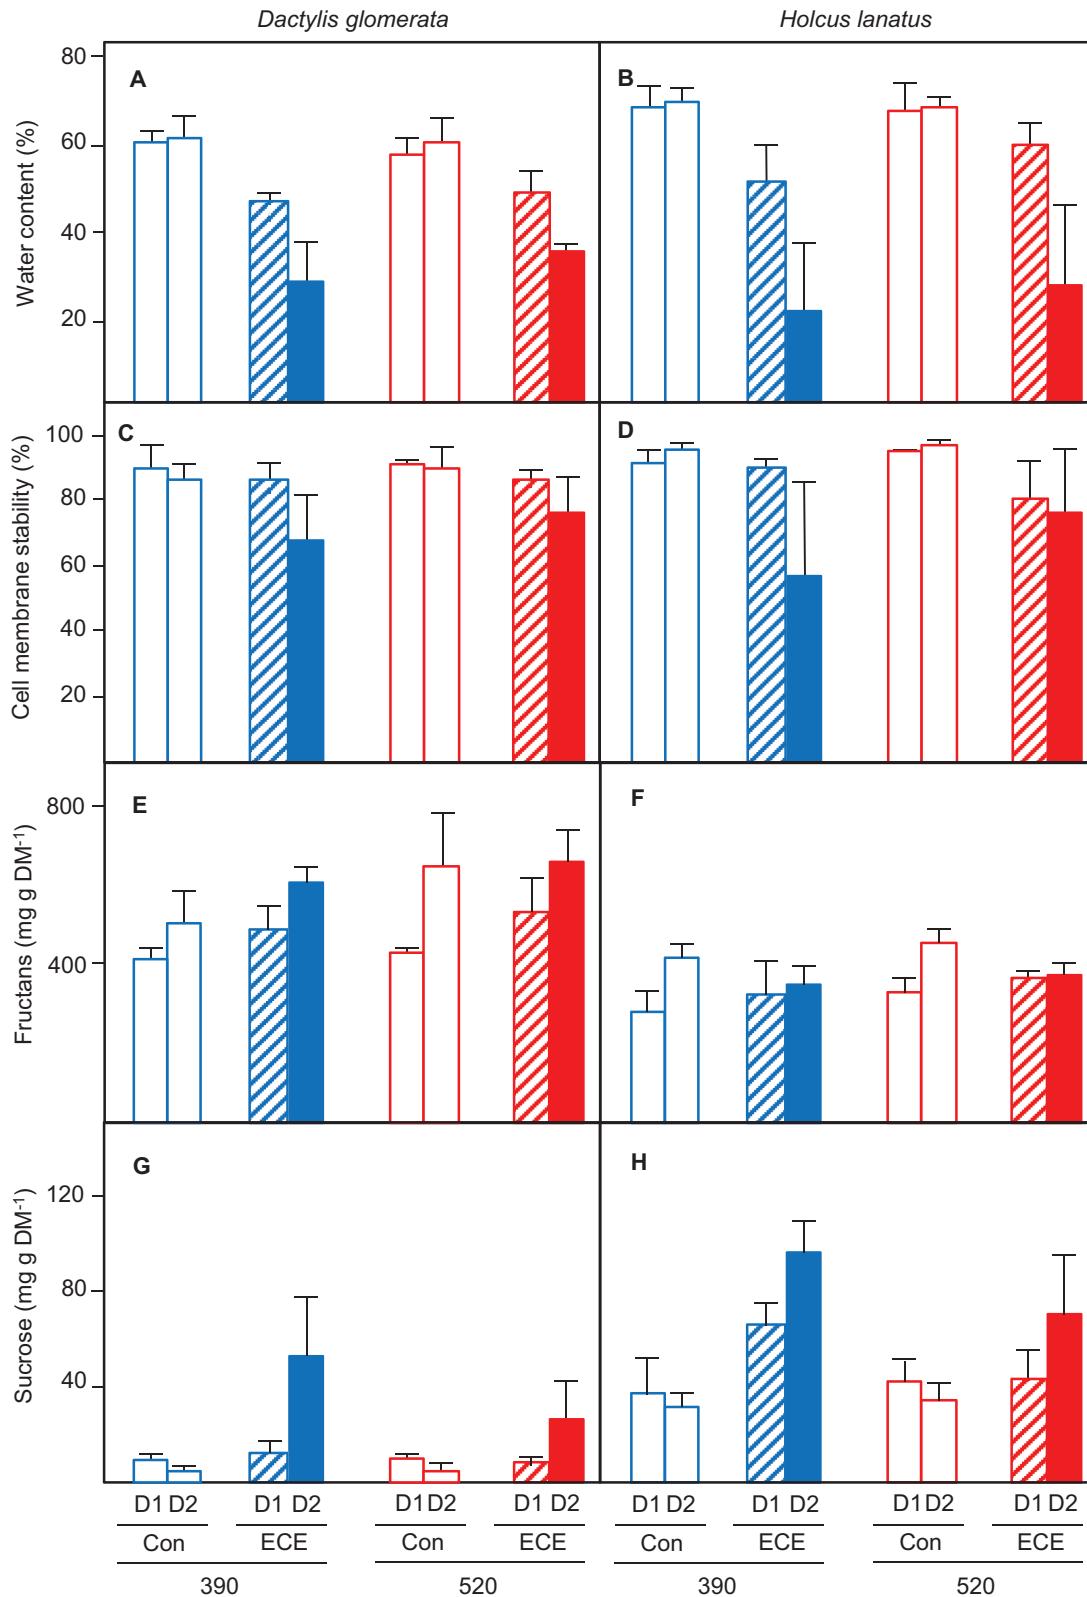 Dactylis glomerata Holcus lanatus
Water content (%)
80
60
40
20
A
B
Cell membrane stability (%)
100
80
60
40
20
C
D
Fructans (mg g DM⁻¹)
800
400
E
F
Sucrose (mg g DM⁻¹)
120
80
40
G
H
D1 D2 D1 D2 D1 D2 D1 D2 D1 D2 D1 D2 D1 D2 D1 D2
Con ECE Con ECE Con ECE Con ECE
390 520 390 520